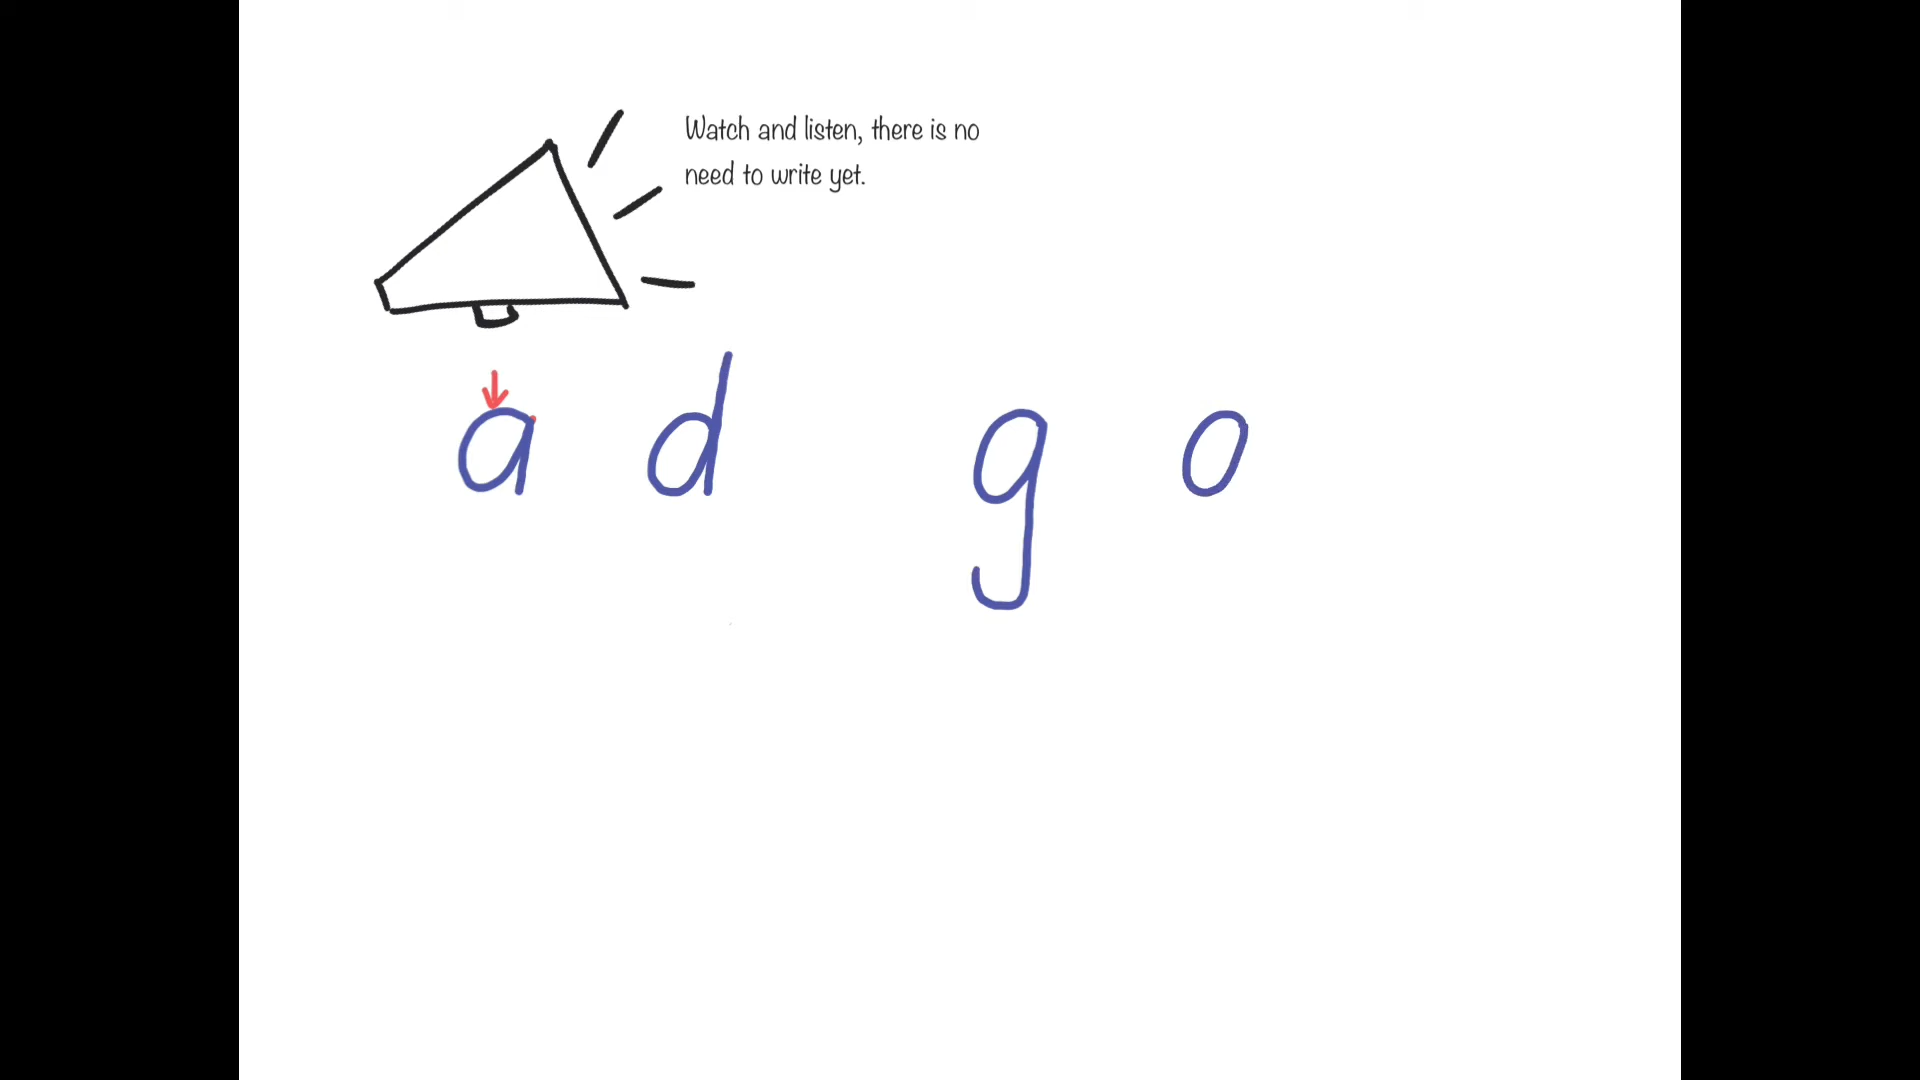 Watch and listen, there is no
need to write yet.
a d g o